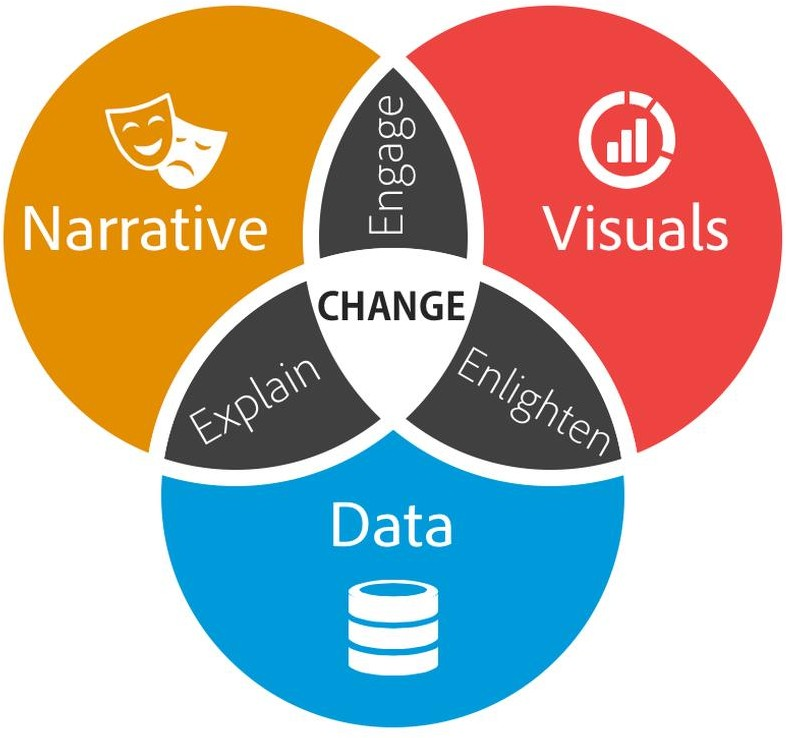 Engage
Narrative
Visuals
CHANGE
Explain
Enlighten
Data